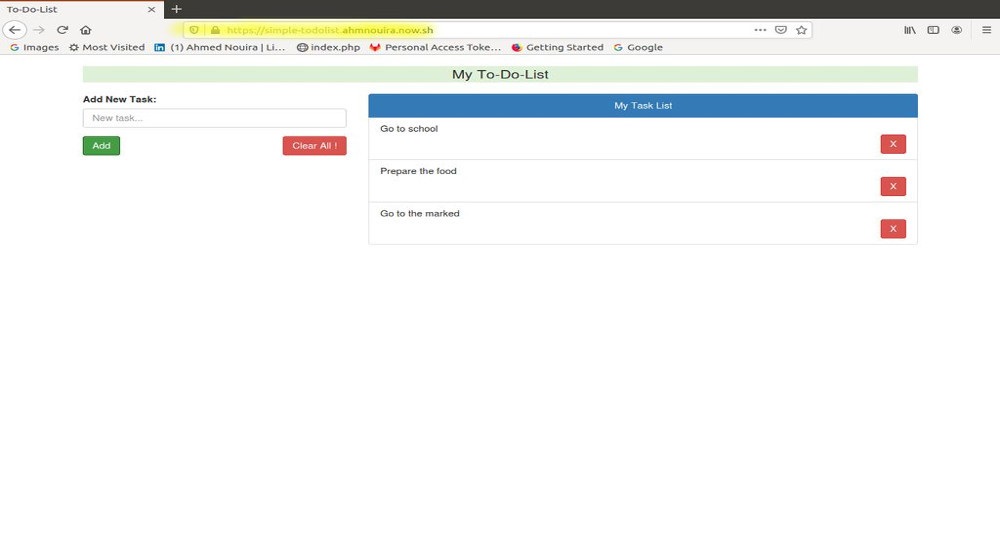 To-Do-List
https://simple-todolist.ahmnouira.now.sh
Images Most Visited (1) Ahmed Nouira | Li... index.php Personal Access Toke... Getting Started Google
My To-Do-List
Add New Task:
New task...
Add Clear All !
My Task List
Go to school
X
Prepare the food
X
Go to the marked
X